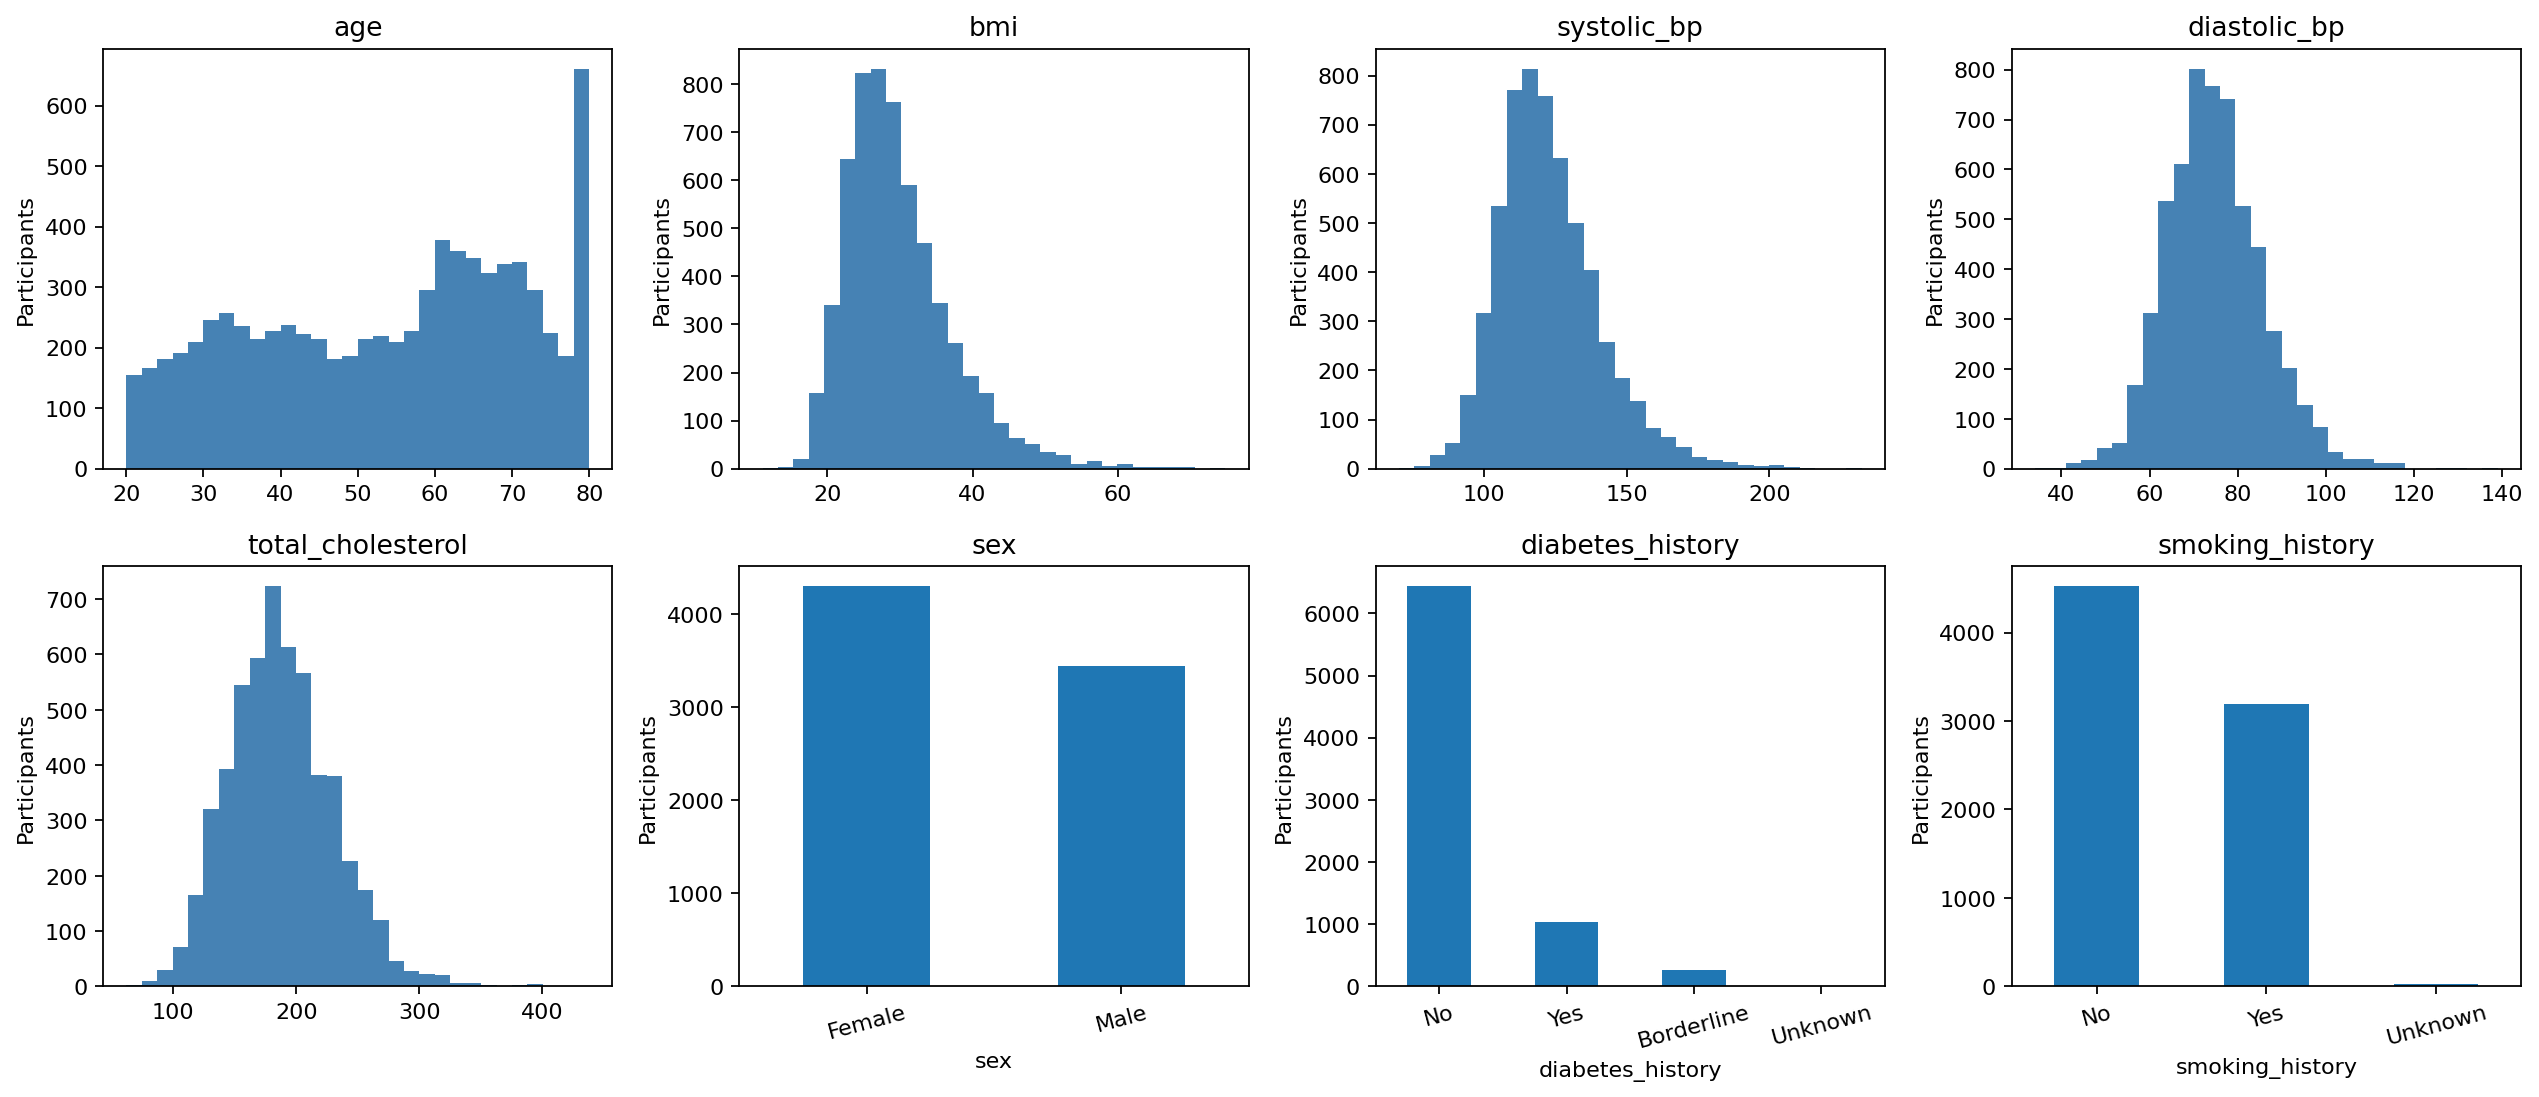 age
Participants
600
500
400
300
200
100
0
20 30 40 50 60 70 80
bmi
Participants
800
700
600
500
400
300
200
100
0
20 40 60
systolic_bp
Participants
800
700
600
500
400
300
200
100
0
100 150 200
diastolic_bp
Participants
800
700
600
500
400
300
200
100
0
40 60 80 100 120 140
total_cholesterol
Participants
700
600
500
400
300
200
100
0
100 200 300 400
sex
Participants
4000
3000
2000
1000
0
Female Male
sex
diabetes_history
Participants
6000
5000
4000
3000
2000
1000
0
No Yes Borderline Unknown
diabetes_history
smoking_history
Participants
4000
3000
2000
1000
0
No Yes Unknown
smoking_history